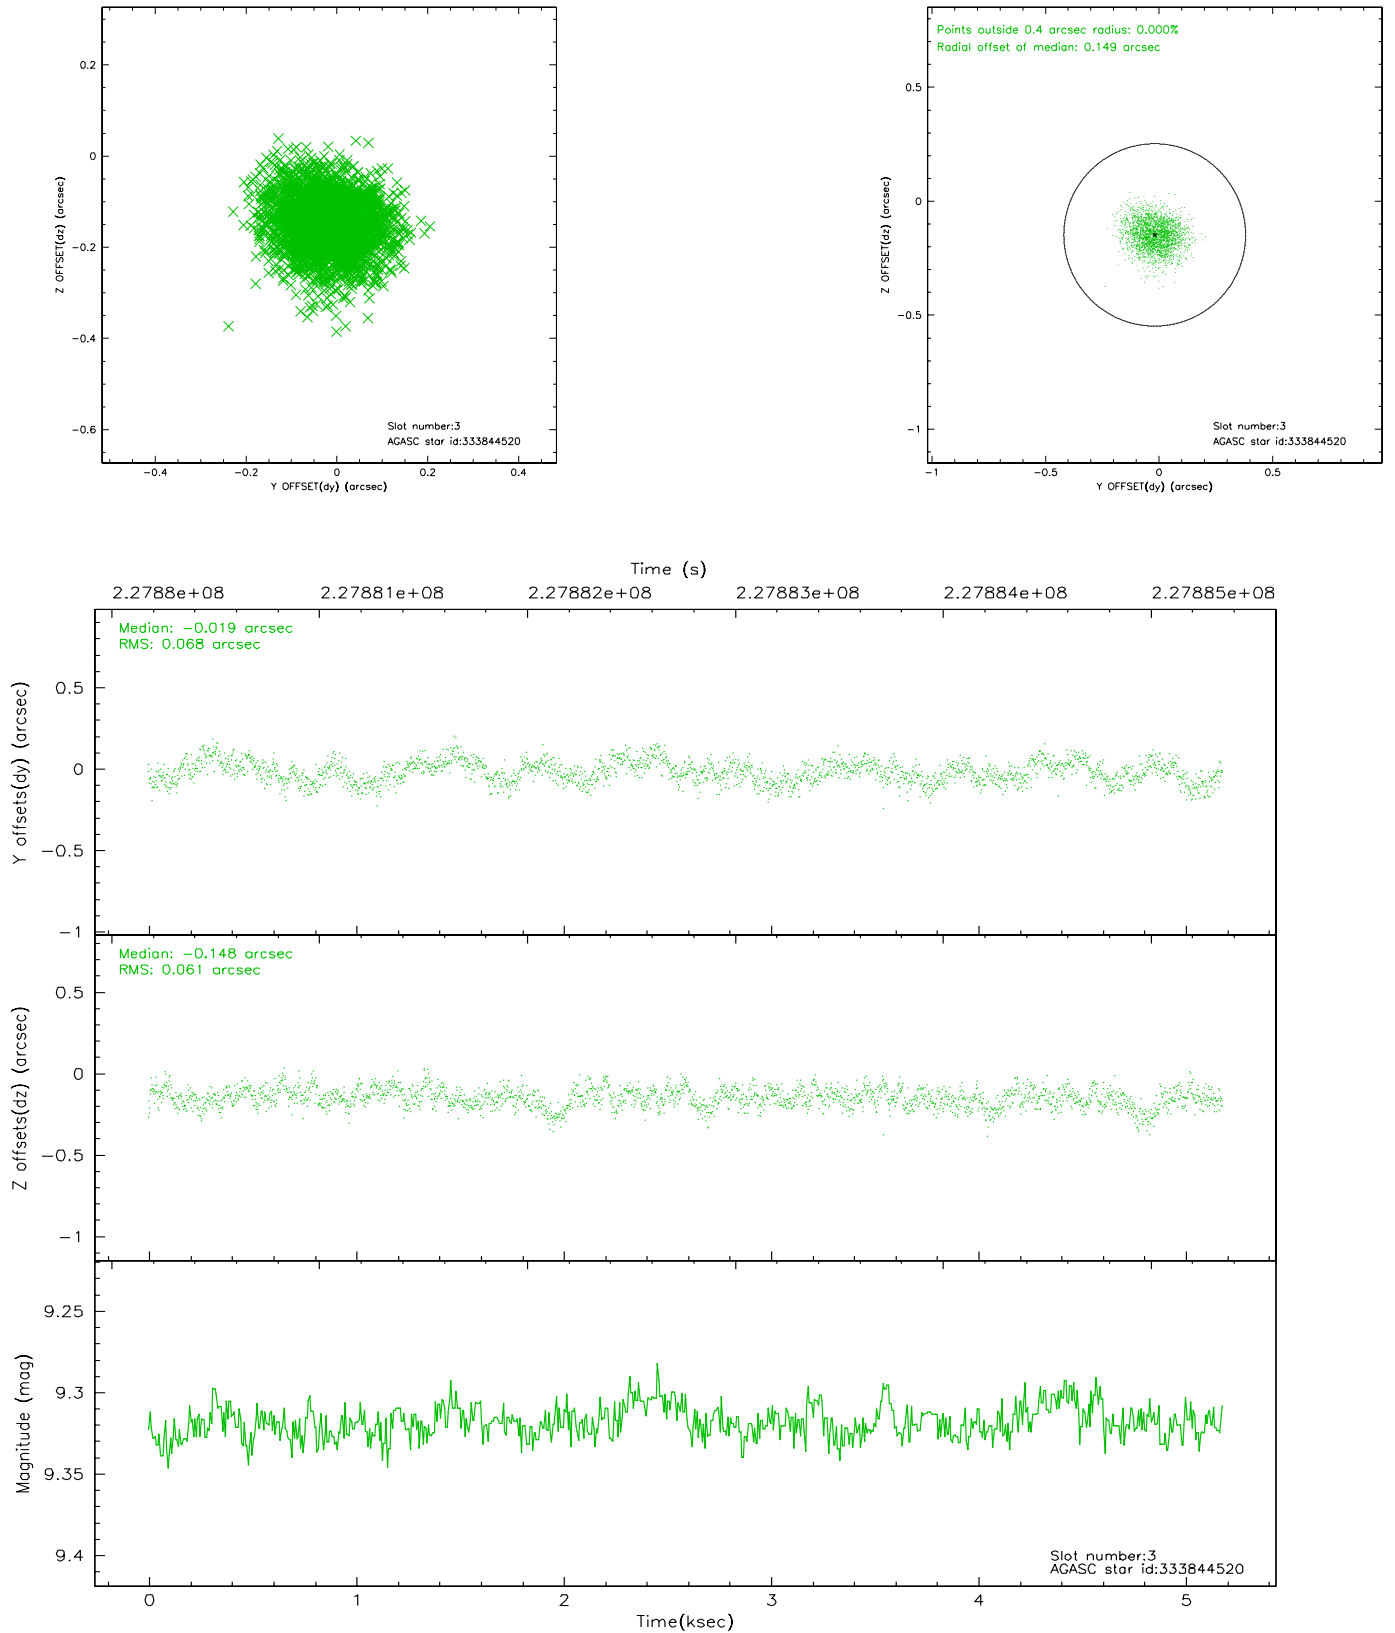 0.2
0
−0.2
−0.4
−0.6
Z OFFSET(dz) (arcsec)
Slot number:3
AGASC star id:333844520
−0.4 −0.2 0 0.2 0.4
Y OFFSET(dy) (arcsec)
Points outside 0.4 arcsec radius: 0.000%
Radial offset of median: 0.149 arcsec
0.5
0
−0.5
−1
Z OFFSET(dz) (arcsec)
Slot number:3
AGASC star id:333844520
−1 −0.5 0 0.5
Y OFFSET(dy) (arcsec)
Time (s)
2.2788e+08 2.27881e+08 2.27882e+08 2.27883e+08 2.27884e+08 2.27885e+08
Median: −0.019 arcsec
RMS: 0.068 arcsec
0.5
0
−0.5
−1
Y offsets(dy) (arcsec)
Median: −0.148 arcsec
RMS: 0.061 arcsec
0.5
0
−0.5
−1
Z offsets(dz) (arcsec)
9.25
9.3
9.35
9.4
Magnitude (mag)
Slot number:3
AGASC star id:333844520
0 1 2 3 4 5
Time(ksec)